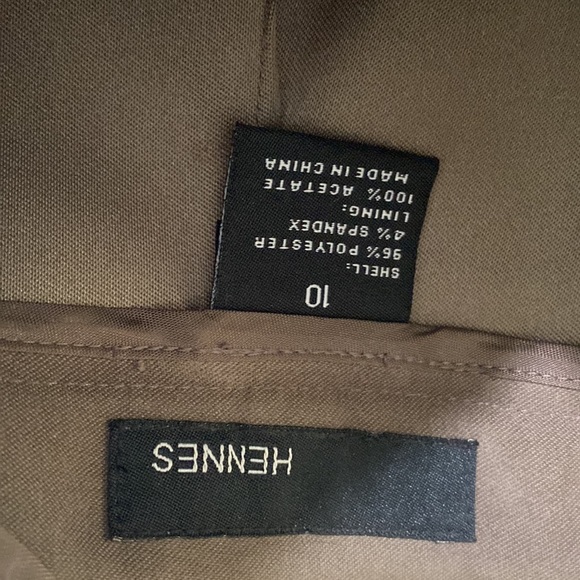 HENNES
10
SHELL:
96% POLYESTER
4% SPANDEX
LINING:
100% ACETATE
MADE IN CHINA